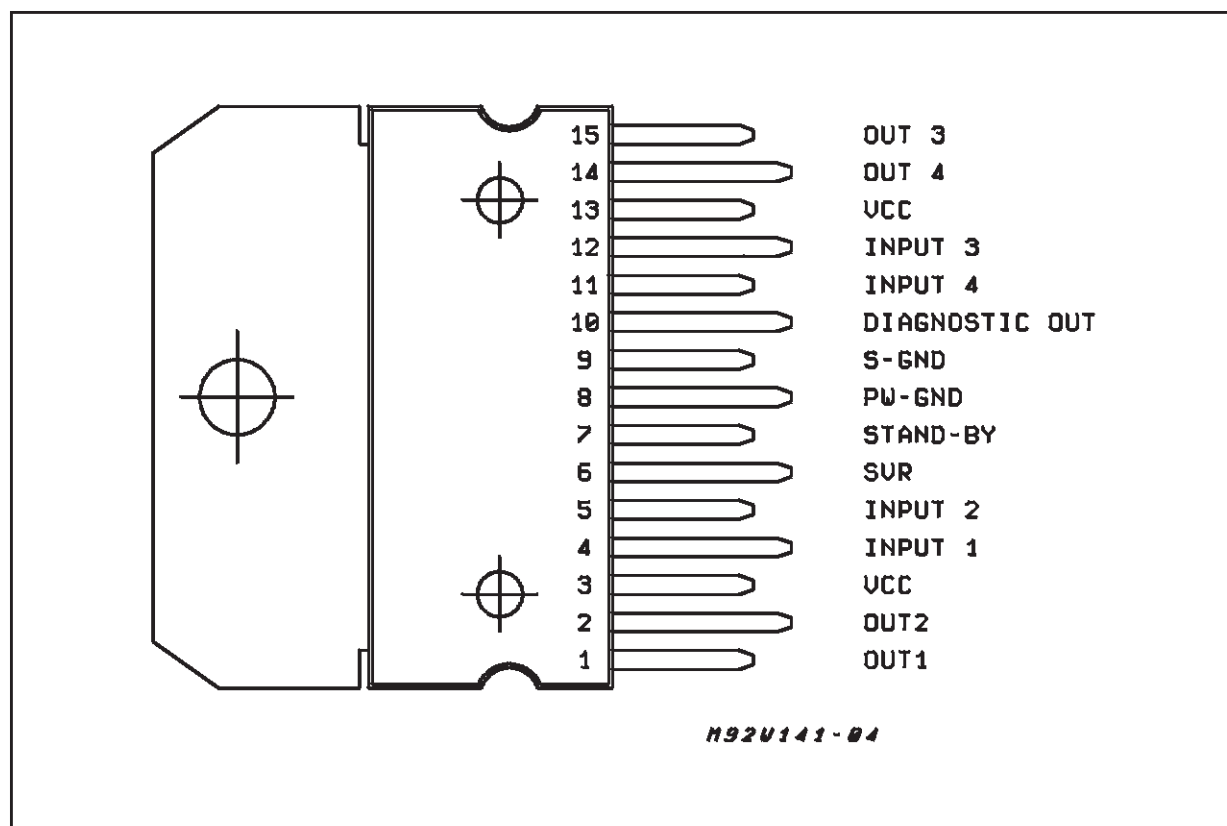 15 OUT 3
14 OUT 4
13 VCC
12 INPUT 3
11 INPUT 4
10 DIAGNOSTIC OUT
9 S-GND
8 PW-GND
7 STAND-BY
6 SVR
5 INPUT 2
4 INPUT 1
3 VCC
2 OUT2
1 OUT1
M92V141-04